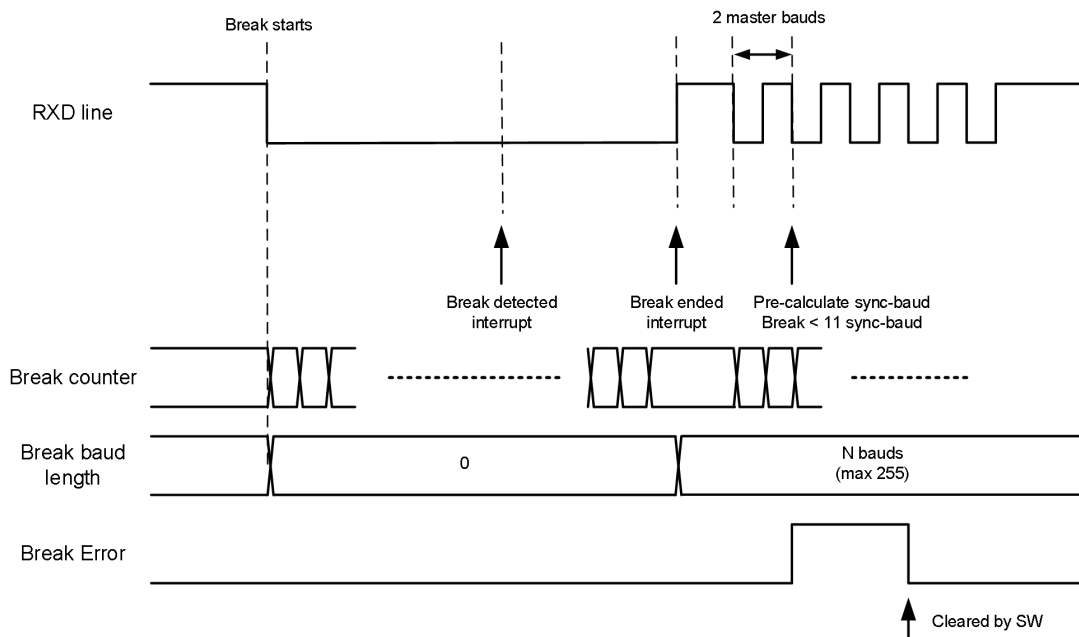 Break starts
2 master bauds
RXD line
Break detected
interrupt
Break ended
interrupt
Pre-calculate sync-baud
Break < 11 sync-baud
Break counter
Break baud
length
0
N bauds
(max 255)
Break Error
Cleared by SW